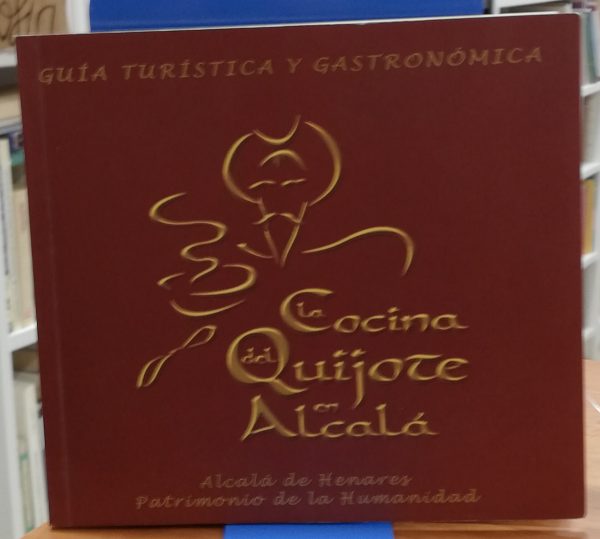 GUÍA TURÍSTICA Y GASTRONÓMICA
la Cocina
del Quijote
en
Alcalá
Alcalá de Henares
Patrimonio de la Humanidad